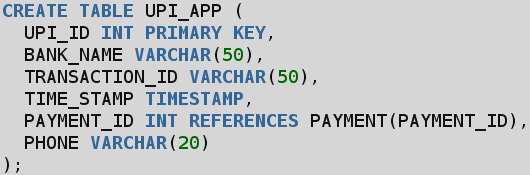 CREATE TABLE UPI_APP (
  UPI_ID INT PRIMARY KEY,
  BANK_NAME VARCHAR(50),
  TRANSACTION_ID VARCHAR(50),
  TIME_STAMP TIMESTAMP,
  PAYMENT_ID INT REFERENCES PAYMENT(PAYMENT_ID),
  PHONE VARCHAR(20)
);